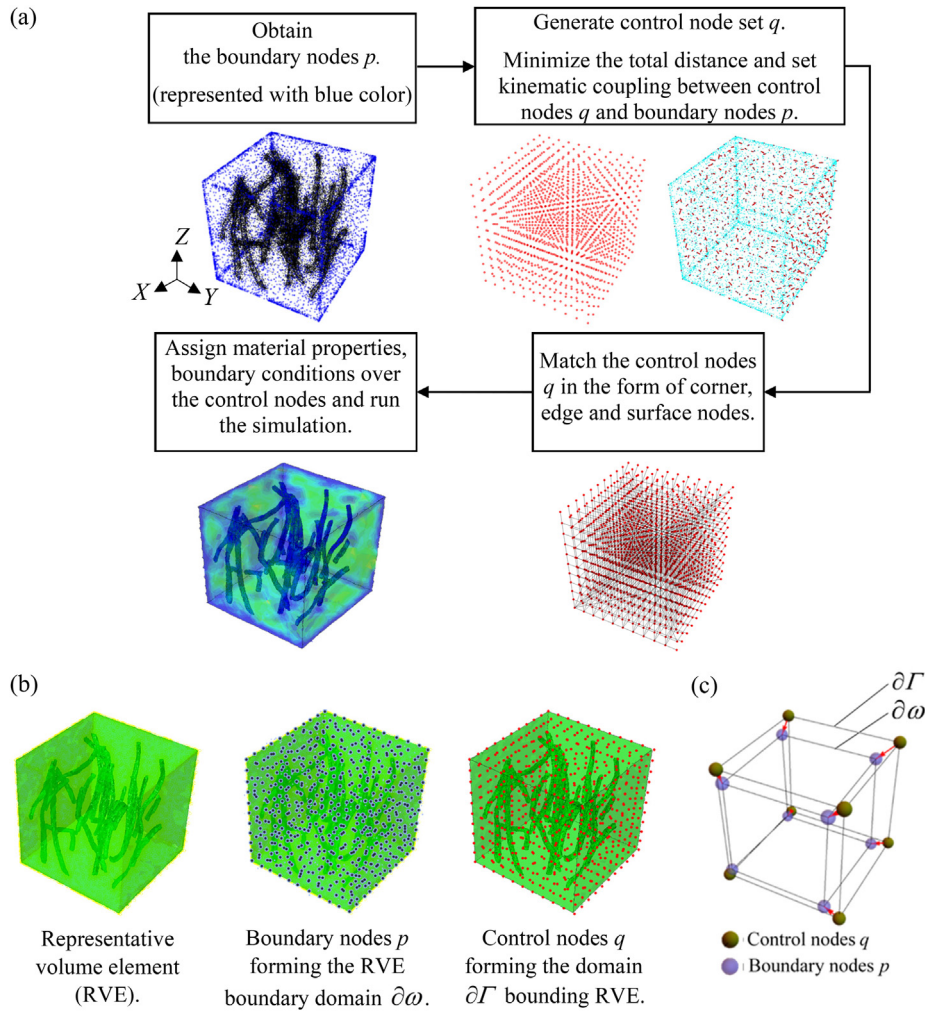 (a)
Obtain
the boundary nodes p.
(represented with blue color)
Generate control node set q.
Minimize the total distance and set
kinematic coupling between control
nodes q and boundary nodes p.
Z
X
Y
Assign material properties,
boundary conditions over
the control nodes and run
the simulation.
Match the control nodes
q in the form of corner,
edge and surface nodes.
(b)
Representative
volume element
(RVE).
Boundary nodes p
forming the RVE
boundary domain ∂ω.
Control nodes q
forming the domain
∂Γ bounding RVE.
(c)
∂Γ
∂ω
Control nodes q
Boundary nodes p